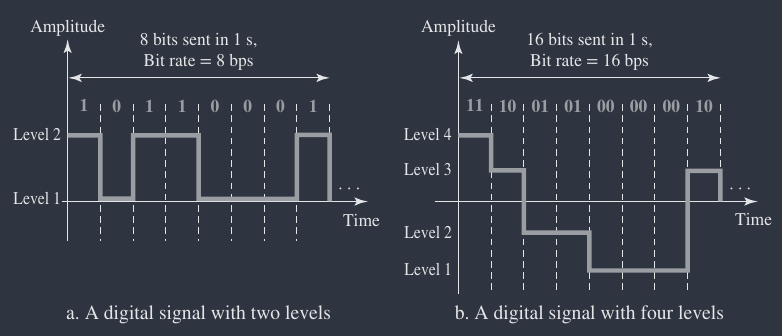 Amplitude
8 bits sent in 1 s,
Bit rate = 8 bps
1 0 1 1 0 0 0 1
Level 2
Level 1
...
Time
a. A digital signal with two levels
Amplitude
16 bits sent in 1 s,
Bit rate = 16 bps
11 10 01 01 00 00 00 10
Level 4
Level 3
...
Time
Level 2
Level 1
b. A digital signal with four levels